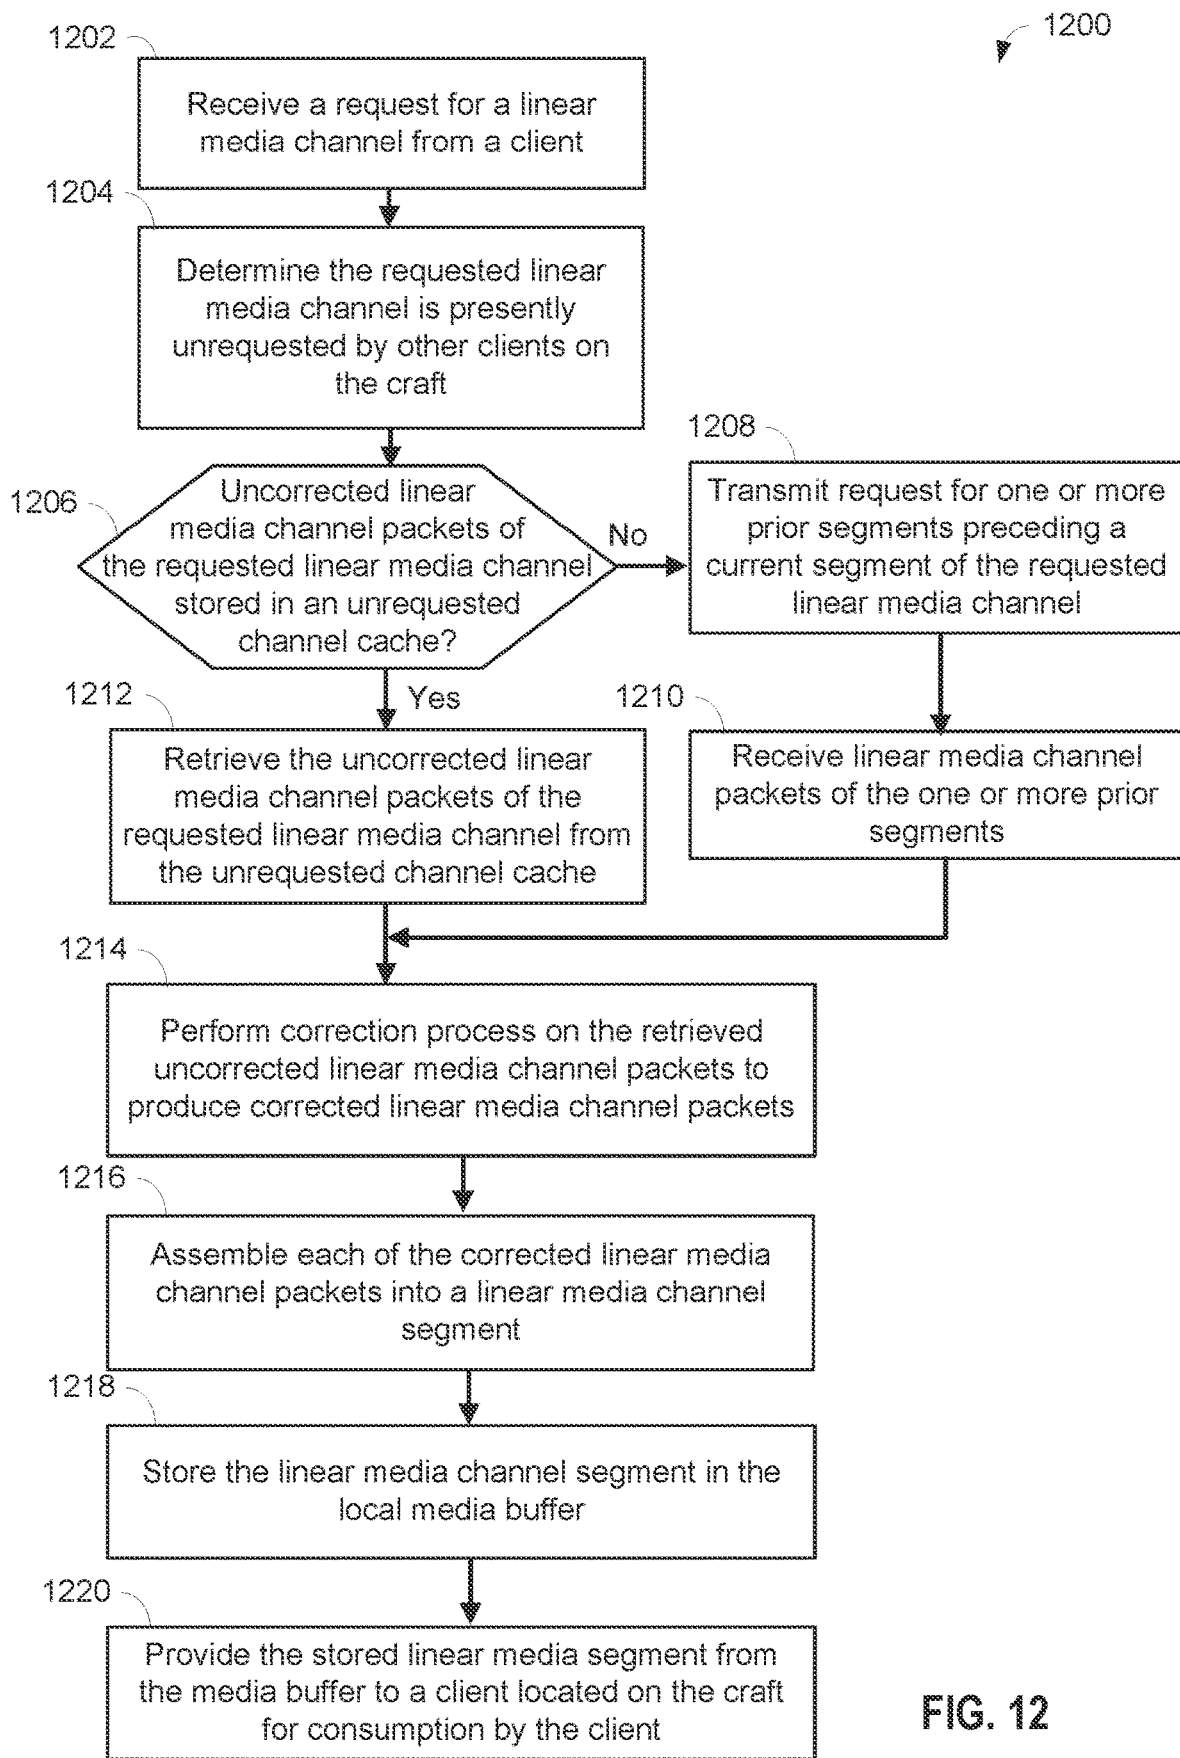 1200
1202
Receive a request for a linear
media channel from a client
1204
Determine the requested linear
media channel is presently
unrequested by other clients on
the craft
1206
Uncorrected linear
media channel packets of
the requested linear media channel
stored in an unrequested
channel cache?
No
Yes
1208
Transmit request for one or more
prior segments preceding a
current segment of the requested
linear media channel
1210
Receive linear media channel
packets of the one or more prior
segments
1212
Retrieve the uncorrected linear
media channel packets of the
requested linear media channel from
the unrequested channel cache
1214
Perform correction process on the retrieved
uncorrected linear media channel packets to
produce corrected linear media channel packets
1216
Assemble each of the corrected linear media
channel packets into a linear media channel
segment
1218
Store the linear media channel segment in the
local media buffer
1220
Provide the stored linear media segment from
the media buffer to a client located on the craft
for consumption by the client
FIG. 12